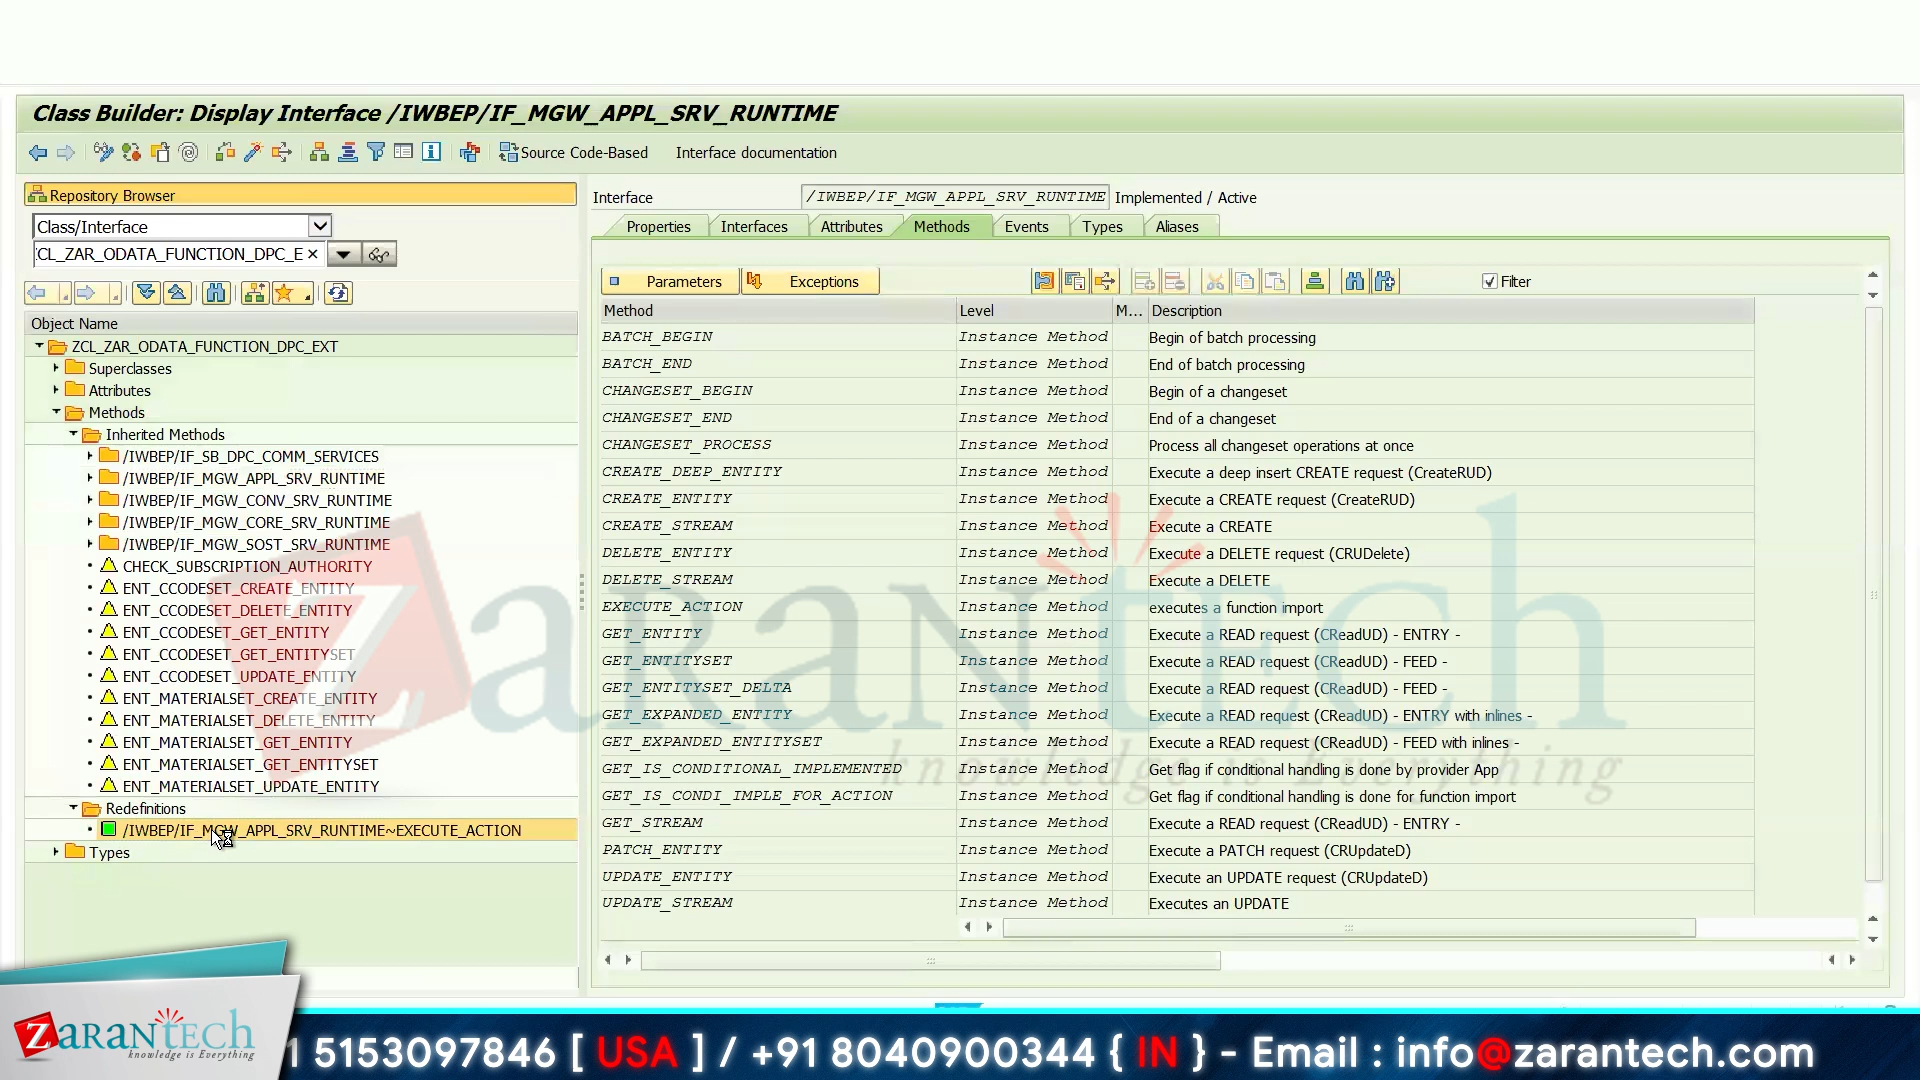 Class Builder: Display Interface /IWBEP/IF_MGW_APPL_SRV_RUNTIME
Source Code-Based Interface documentation
Repository Browser
Class/Interface
CL_ZAR_ODATA_FUNCTION_DPC_E
Object Name
ZCL_ZAR_ODATA_FUNCTION_DPC_EXT
Superclasses
Attributes
Methods
Inherited Methods
/IWBEP/IF_SB_DPC_COMM_SERVICES
/IWBEP/IF_MGW_APPL_SRV_RUNTIME
/IWBEP/IF_MGW_CONV_SRV_RUNTIME
/IWBEP/IF_MGW_CORE_SRV_RUNTIME
/IWBEP/IF_MGW_SOST_SRV_RUNTIME
CHECK_SUBSCRIPTION_AUTHORITY
ENT_CCODESET_CREATE_ENTITY
ENT_CCODESET_DELETE_ENTITY
ENT_CCODESET_GET_ENTITY
ENT_CCODESET_GET_ENTITYSET
ENT_CCODESET_UPDATE_ENTITY
ENT_MATERIALSET_CREATE_ENTITY
ENT_MATERIALSET_DELETE_ENTITY
ENT_MATERIALSET_GET_ENTITY
ENT_MATERIALSET_GET_ENTITYSET
ENT_MATERIALSET_UPDATE_ENTITY
Redefinitions
/IWBEP/IF_MGW_APPL_SRV_RUNTIME~EXECUTE_ACTION
Types
Interface /IWBEP/IF_MGW_APPL_SRV_RUNTIME Implemented / Active
Properties Interfaces Attributes Methods Events Types Aliases
Parameters Exceptions Filter
Method Level M... Description
BATCH_BEGIN Instance Method Begin of batch processing
BATCH_END Instance Method End of batch processing
CHANGESET_BEGIN Instance Method Begin of a changeset
CHANGESET_END Instance Method End of a changeset
CHANGESET_PROCESS Instance Method Process all changeset operations at once
CREATE_DEEP_ENTITY Instance Method Execute a deep insert CREATE request (CreateRUD)
CREATE_ENTITY Instance Method Execute a CREATE request (CreateRUD)
CREATE_STREAM Instance Method Execute a CREATE
DELETE_ENTITY Instance Method Execute a DELETE request (CRUDelete)
DELETE_STREAM Instance Method Execute a DELETE
EXECUTE_ACTION Instance Method executes a function import
GET_ENTITY Instance Method Execute a READ request (CReadUD) - ENTRY -
GET_ENTITYSET Instance Method Execute a READ request (CReadUD) - FEED -
GET_ENTITYSET_DELTA Instance Method Execute a READ request (CReadUD) - FEED -
GET_EXPANDED_ENTITY Instance Method Execute a READ request (CReadUD) - ENTRY with inlines -
GET_EXPANDED_ENTITYSET Instance Method Execute a READ request (CReadUD) - FEED with inlines -
GET_IS_CONDITIONAL_IMPLEMENTED Instance Method Get flag if conditional handling is done by provider App
GET_IS_CONDI_IMPLE_FOR_ACTION Instance Method Get flag if conditional handling is done for function import
GET_STREAM Instance Method Execute a READ request (CReadUD) - ENTRY -
PATCH_ENTITY Instance Method Execute a PATCH request (CRUpdateD)
UPDATE_ENTITY Instance Method Execute an UPDATE request (CRUpdateD)
UPDATE_STREAM Instance Method Executes an UPDATE
ZARANTECH
knowledge is Everything
ZARANTECH
knowledge is Everything
1 5153097846 [ USA ] / +91 8040900344 { IN } - Email : info@zarantech.com